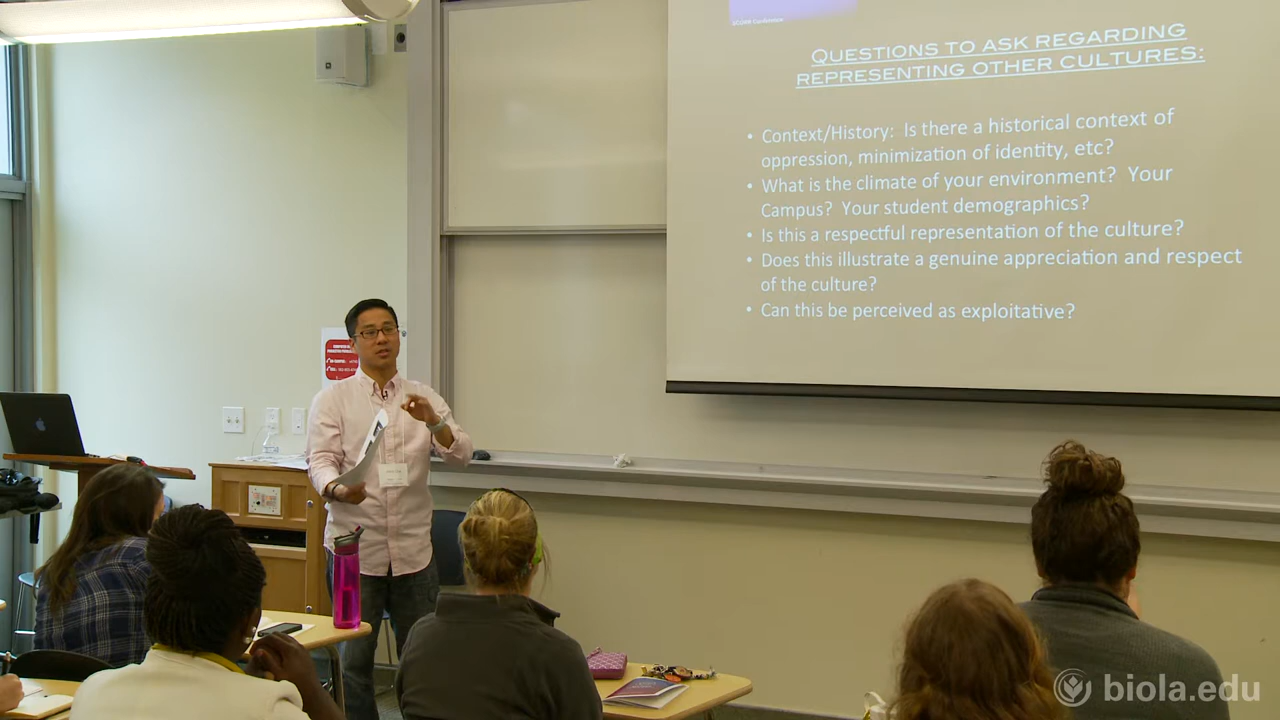 SCORR Conference
QUESTIONS TO ASK REGARDING
REPRESENTING OTHER CULTURES:
• Context/History: Is there a historical context of
oppression, minimization of identity, etc?
• What is the climate of your environment? Your
Campus? Your student demographics?
• Is this a respectful representation of the culture?
• Does this illustrate a genuine appreciation and respect
of the culture?
• Can this be perceived as exploitative?
biola.edu